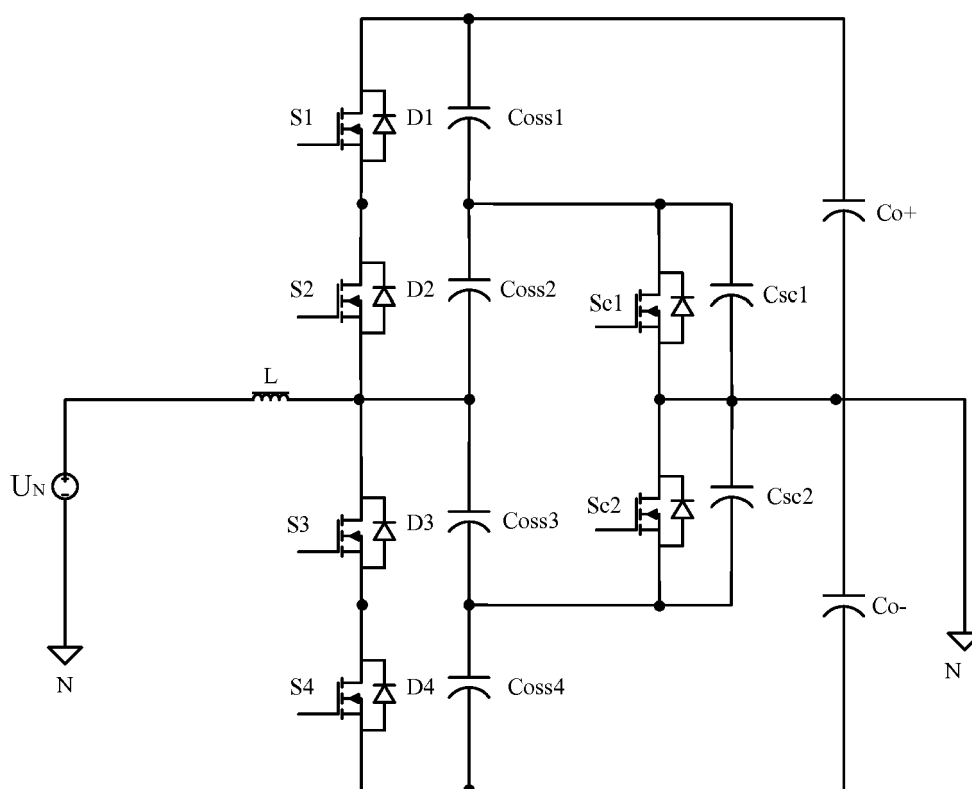 S1
D1
Coss1
Co+
S2
D2
Coss2
Sc1
Csc1
L
UN
S3
D3
Coss3
Sc2
Csc2
Co-
N
S4
D4
Coss4
N